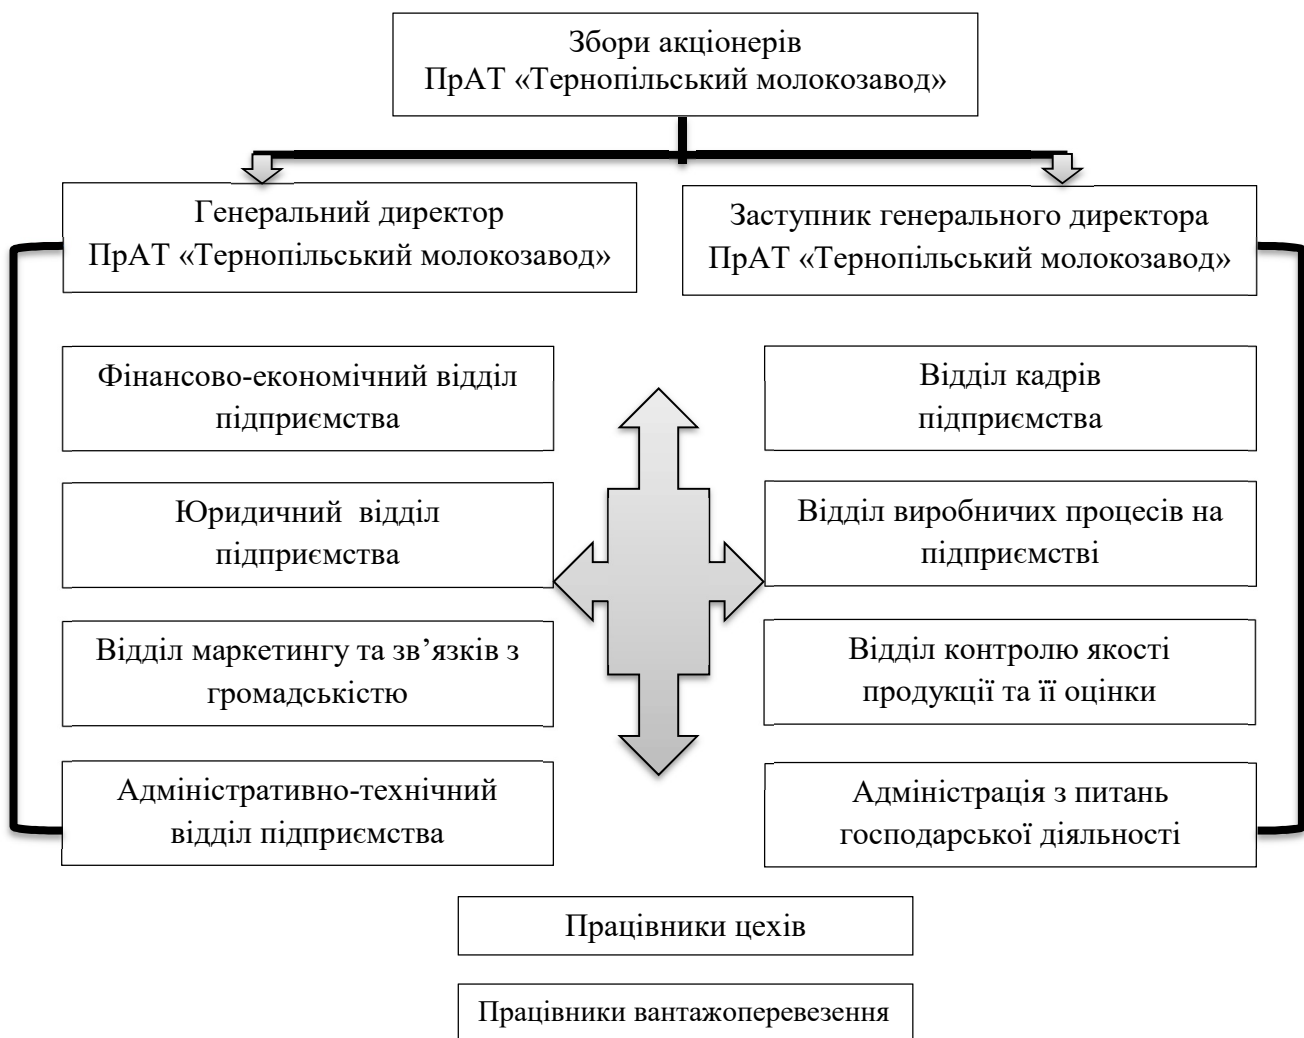 Збори акціонерів
ПрАТ «Тернопільський молокозавод»
Генеральний директор
ПрАТ «Тернопільський молокозавод»
Заступник генерального директора
ПрАТ «Тернопільський молокозавод»
Фінансово-економічний відділ
підприємства
Відділ кадрів
підприємства
Юридичний  відділ
підприємства
Відділ виробничих процесів на
підприємстві
Відділ маркетингу та зв’язків з
громадськістю
Відділ контролю якості
продукції та її оцінки
Адміністративно-технічний
відділ підприємства
Адміністрація з питань
господарської діяльності
Працівники цехів
Працівники вантажоперевезення